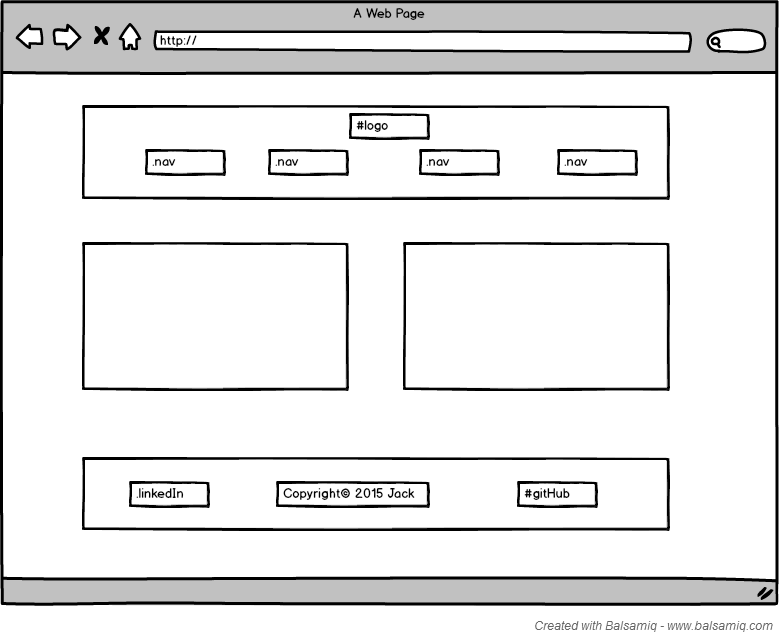 A Web Page
http://
#logo
.nav .nav .nav .nav
.linkedIn Copyright© 2015 Jack #gitHub
Created with Balsamiq - www.balsamiq.com